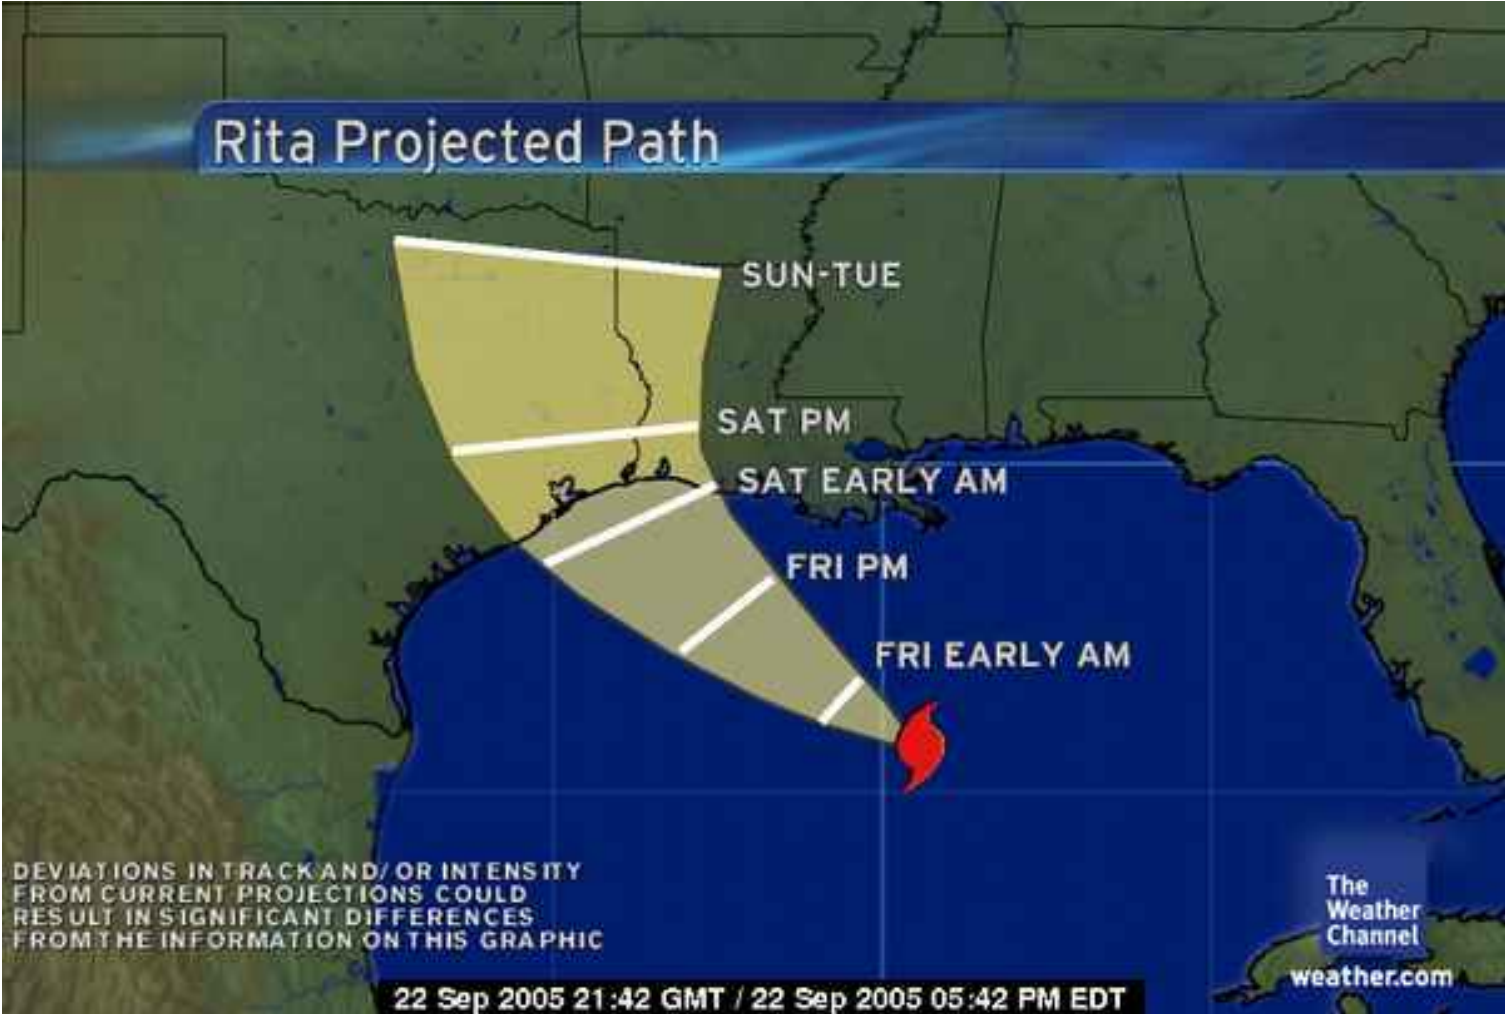 Rita Projected Path
SUN-TUE
SAT PM
SAT EARLY AM
FRI PM
FRI EARLY AM
DEVIATIONS IN TRACK AND/OR INTENSITY
FROM CURRENT PROJECTIONS COULD
RESULT IN SIGNIFICANT DIFFERENCES
FROM THE INFORMATION ON THIS GRAPHIC
The
Weather
Channel
weather.com
22 Sep 2005 21:42 GMT / 22 Sep 2005 05:42 PM EDT